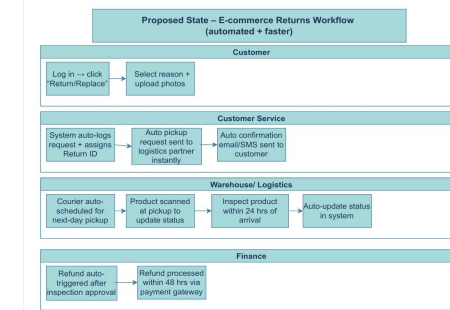 Proposed State – E-commerce Returns Workflow
(automated + faster)
Customer
Log in → click
"Return/Replace"
Select reason +
upload photos
Customer Service
System auto-logs
request + assigns
Return ID
Auto pickup
request sent to
logistics partner
instantly
Auto confirmation
email/SMS sent to
customer
Warehouse/ Logistics
Courier auto-
scheduled for
next-day pickup
Product scanned
at pickup to
update status
Inspect product
within 24 hrs of
arrival
Auto-update status
in system
Finance
Refund auto-
triggered after
inspection approval
Refund processed
within 48 hrs via
payment gateway